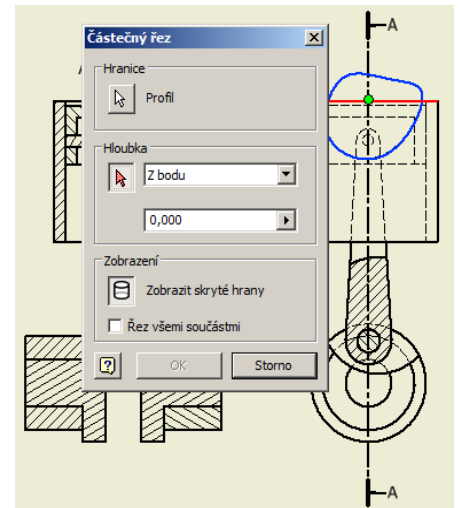 A
Částečný řez
Hranice
Profil
Hloubka
Z bodu
0,000
Zobrazení
Zobrazit skryté hrany
Řez všemi součástmi
OK
Storno
A